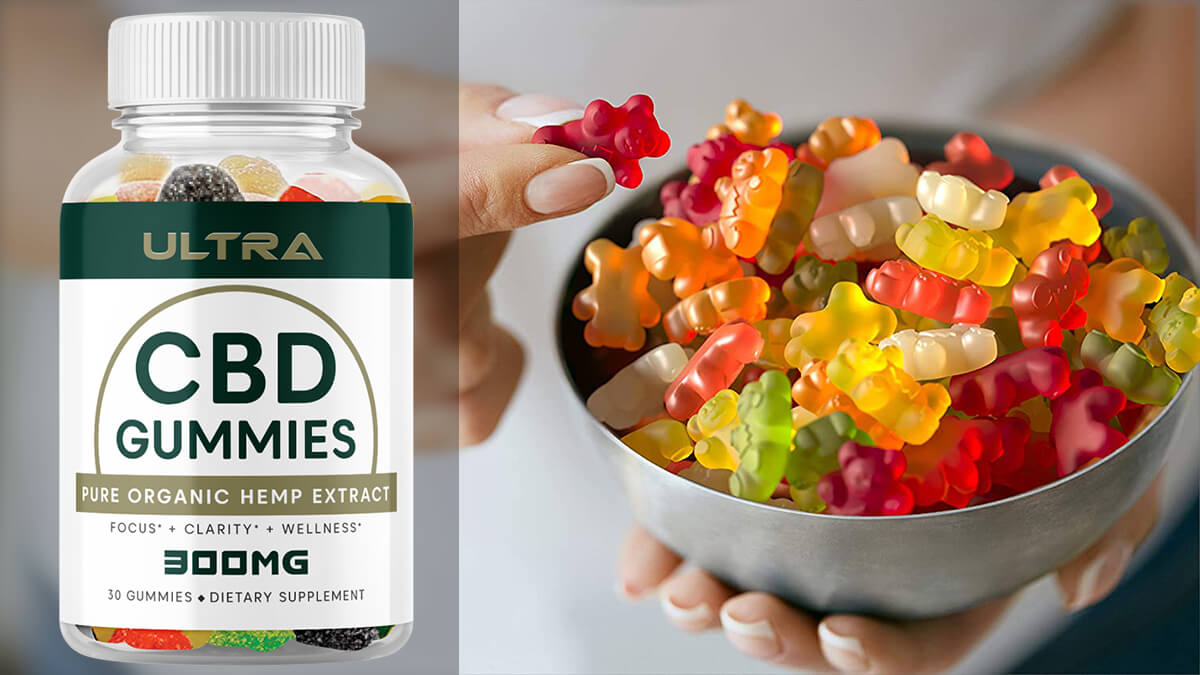 ULTRA
CBD
GUMMIES
PURE ORGANIC HEMP EXTRACT
FOCUS* + CLARITY* + WELLNESS*
300MG
30 GUMMIES ◆ DIETARY SUPPLEMENT